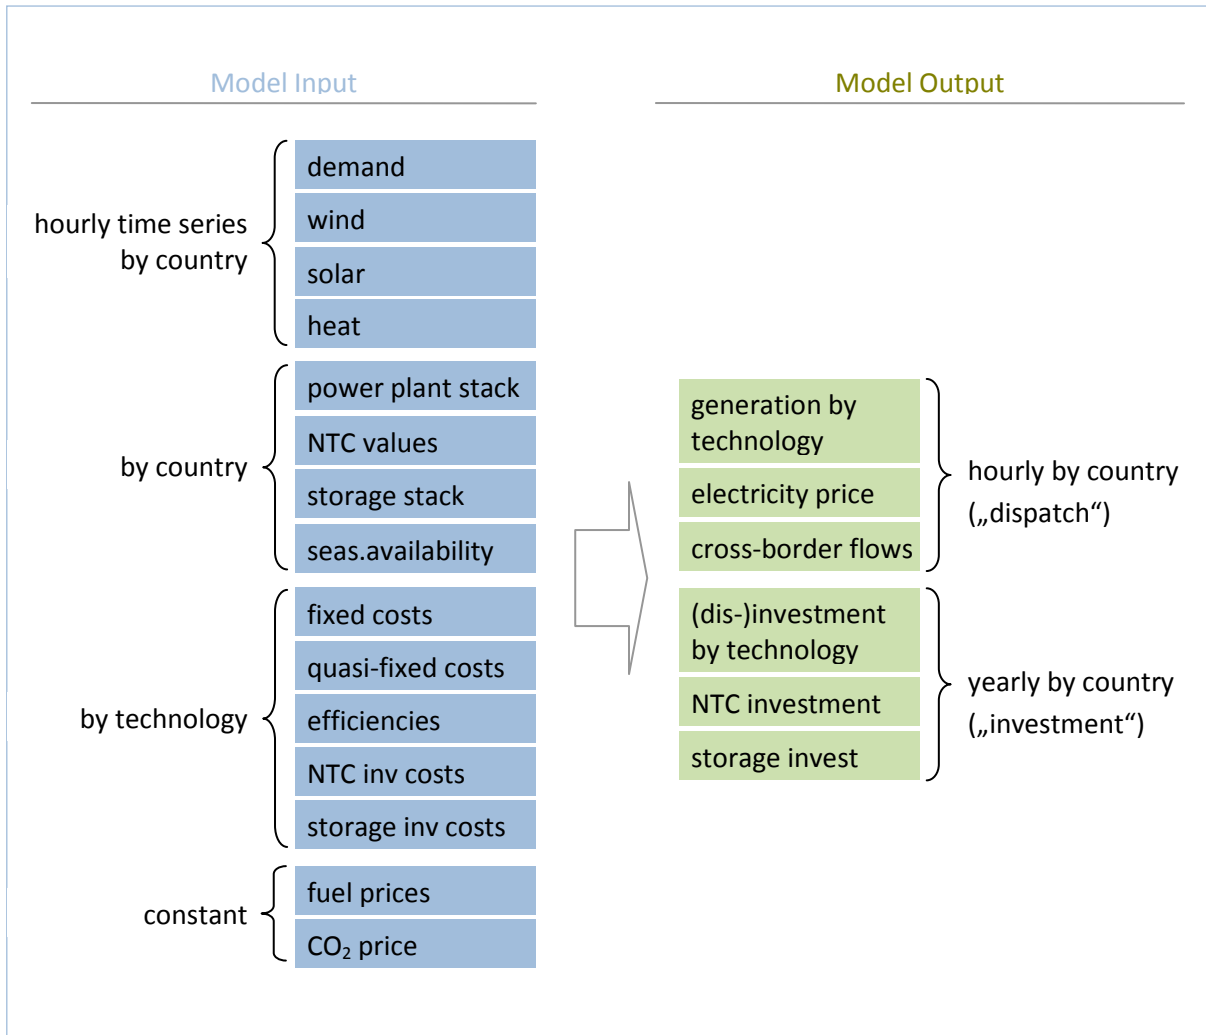 Model Input
hourly time series
by country
demand
wind
solar
heat
by country
power plant stack
NTC values
storage stack
seas.availability
by technology
fixed costs
quasi-fixed costs
efficiencies
NTC inv costs
storage inv costs
constant
fuel prices
CO₂ price
Model Output
generation by
technology
electricity price
cross-border flows
hourly by country
(„dispatch“)
(dis-)investment
by technology
NTC investment
storage invest
yearly by country
(„investment“)